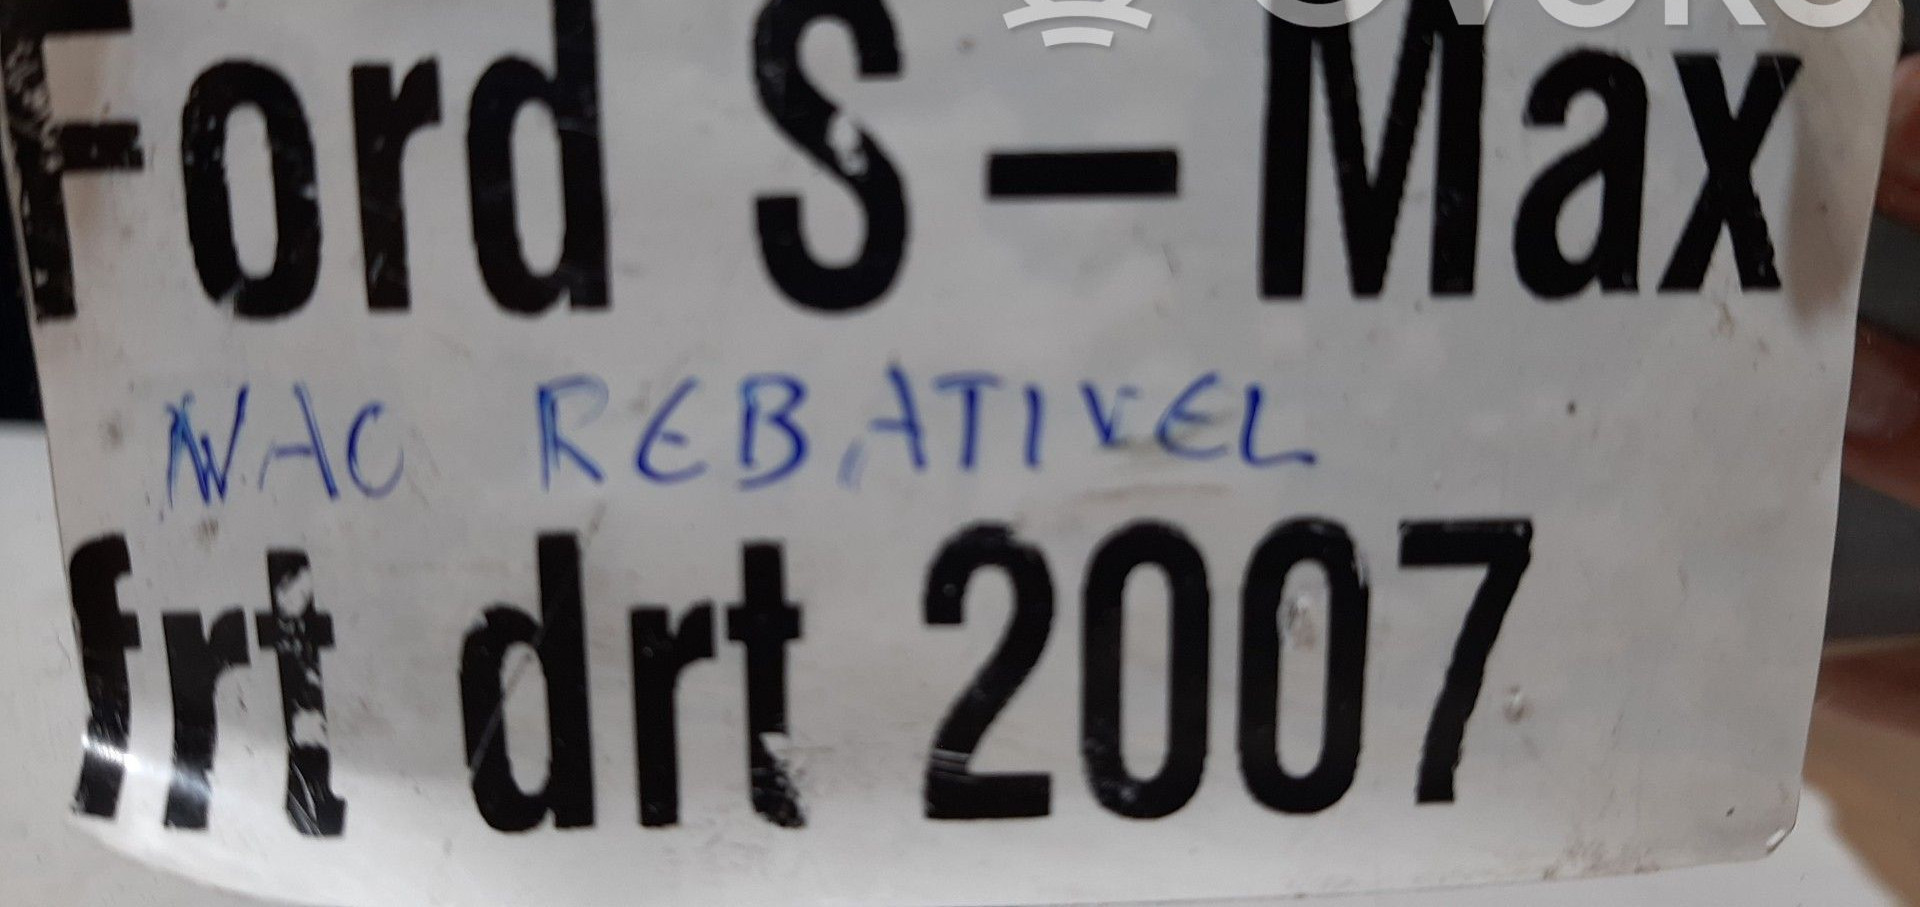 Ford S-Max
NAO REBATIVEL
frt drt 2007